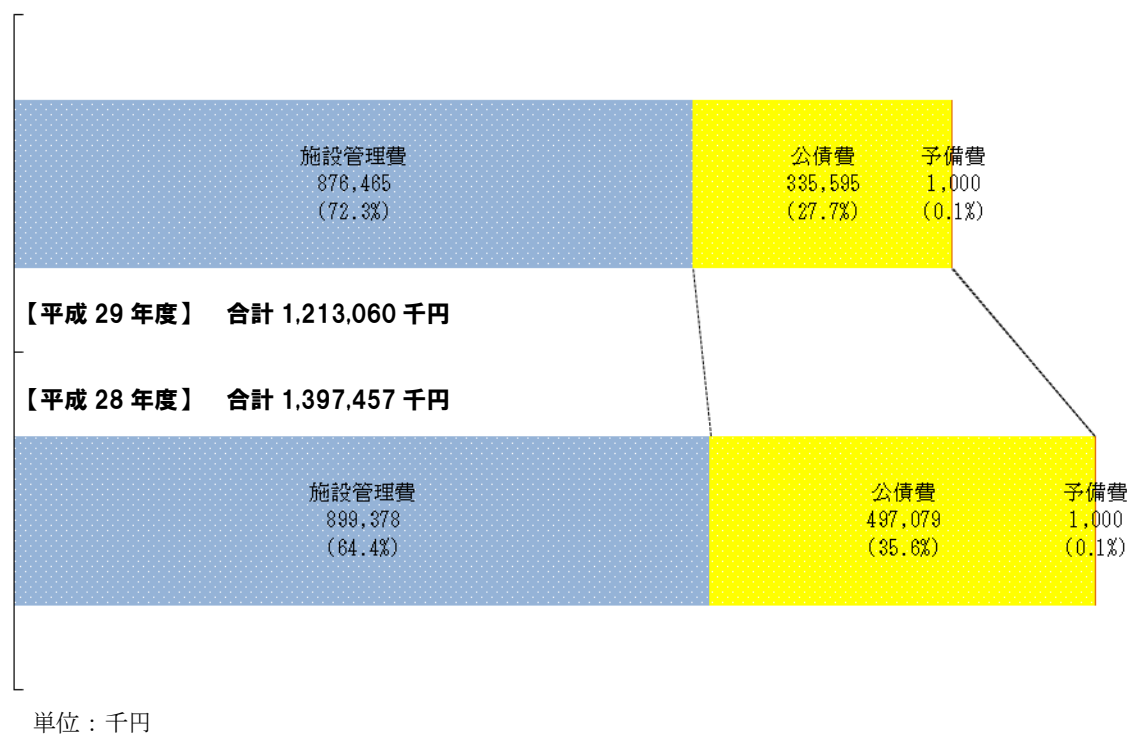 施設管理費
876,465
(72.3%)
公債費
335,595
(27.7%)
予備費
1,000
(0.1%)
【平成 29 年度】 合計 1,213,060 千円
【平成 28 年度】 合計 1,397,457 千円
施設管理費
899,378
(64.4%)
公債費
497,079
(35.6%)
予備費
1,000
(0.1%)
単位：千円